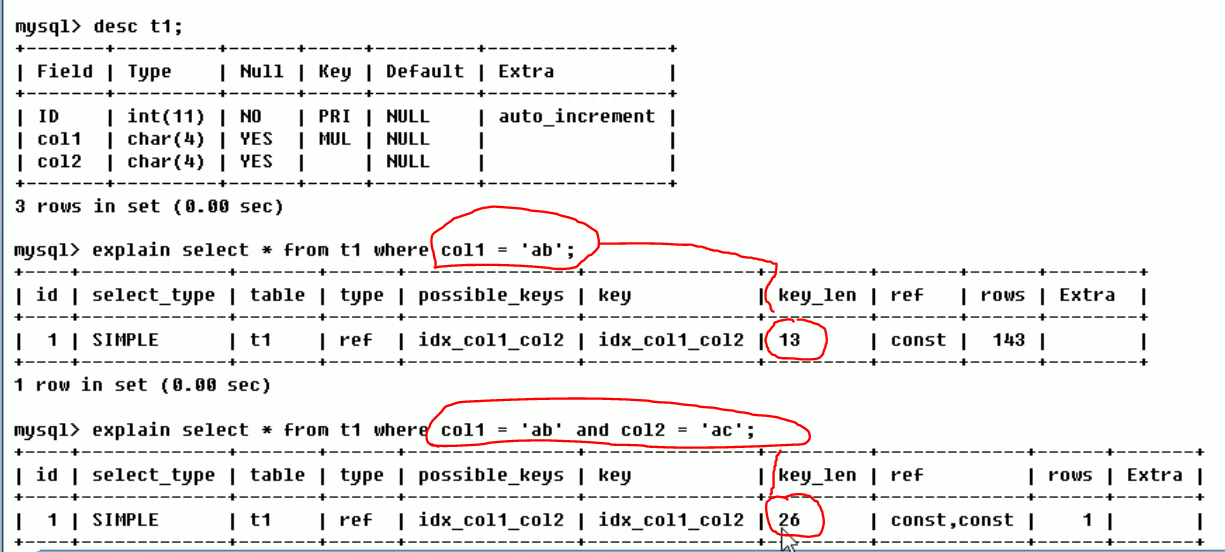 mysql> desc t1;
+-------+---------+------+-----+---------+----------------+
| Field | Type    | Null | Key | Default | Extra          |
+-------+---------+------+-----+---------+----------------+
| ID    | int(11) | NO   | PRI | NULL    | auto_increment |
| col1  | char(4) | YES  | MUL | NULL    |                |
| col2  | char(4) | YES  |     | NULL    |                |
+-------+---------+------+-----+---------+----------------+
3 rows in set (0.00 sec)
mysql> explain select * from t1 where col1 = 'ab';
+----+-------------+-------+------+---------------+---------------+---------+-------+------+-------+
| id | select_type | table | type | possible_keys | key           | key_len | ref   | rows | Extra |
+----+-------------+-------+------+---------------+---------------+---------+-------+------+-------+
| 1 | SIMPLE      | t1    | ref  | idx_col1_col2 | idx_col1_col2 | 13      | const | 143 |       |
+----+-------------+-------+------+---------------+---------------+---------+-------+------+-------+
1 row in set (0.00 sec)
mysql> explain select * from t1 where col1 = 'ab' and col2 = 'ac';
+----+-------------+-------+------+---------------+---------------+---------+-------------+------+-------+
| id | select_type | table | type | possible_keys | key           | key_len | ref         | rows | Extra |
+----+-------------+-------+------+---------------+---------------+---------+-------------+------+-------+
| 1 | SIMPLE      | t1    | ref  | idx_col1_col2 | idx_col1_col2 | 26      | const,const | 1 |       |
+----+-------------+-------+------+---------------+---------------+---------+-------------+------+-------+